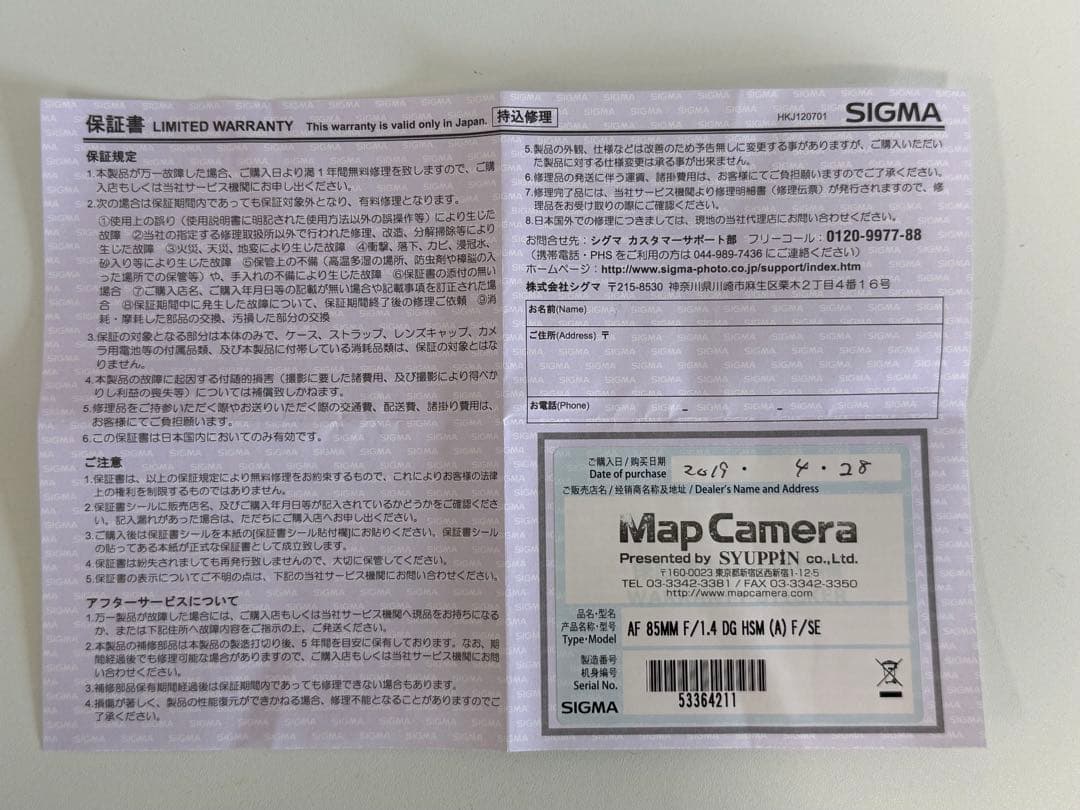 保証書 LIMITED WARRANTY This warranty is valid only in Japan. 持込修理
保証規定
1.本製品が万一故障した場合、ご購入日より満1年間無料修理を致しますので、ご購
入店もしくは当社サービス機関にお申し出ください。
2.次の場合は保証期間内であっても保証対象外となり、有料修理となります。
①使用上の誤り（使用説明書に明記された使用方法以外の誤操作等）により生じた
故障 ②当社の指定する修理取扱所以外で行われた修理、改造、分解掃除等により
生じた故障 ③火災、天災、地変により生じた故障 ④衝撃、落下、カビ、浸冠水、
砂入り等により生じた故障 ⑤保管上の不備（高温多湿の場所、防虫剤や樟脳の入
った場所での保管等）や、手入れの不備により生じた故障 ⑥保証書の添付の無い
場合 ⑦ご購入店名、ご購入年月日等の記載が無い場合や記載事項を訂正された場
合 ⑧保証期間中に発生した故障について、保証期間終了後の修理ご依頼 ⑨消
耗・摩耗した部品の交換、汚損した部分の交換
3.保証の対象となる部分は本体のみで、ケース、ストラップ、レンズキャップ、カメ
ラ用電池等の付属品類、及び本製品に付帯している消耗品類は、保証の対象とはな
りません。
4.本製品の故障に起因する付随的損害（撮影に要した諸費用、及び撮影により得べか
りし利益の喪失等）については補償致しかねます。
5.修理品をご持参いただく際やお送りいただく際の交通費、配送費、諸掛り費用は、
お客様にてご負担願います。
6.この保証書は日本国内においてのみ有効です。
ご注意
1.保証書は、以上の保証規定により無料修理をお約束するもので、これによりお客様の法律
上の権利を制限するものではありません。
2.保証書シールに販売店名、及びご購入年月日等が記入されているかどうかをご確認くださ
い。記入漏れがあった場合は、ただちにご購入店へお申し出ください。
3.ご購入後は保証書シールを本紙の[保証書シール貼付欄]にお貼りください。保証書シール
の貼ってある本紙が正式な保証書として成立致します。
4.保証書は紛失されましても再発行致しませんので、大切に保管してください。
5.保証書の表示についてご不明の点は、下記の当社サービス機関にお問い合わせください。
アフターサービスについて
1.万一製品が故障した場合には、ご購入店もしくは当社サービス機関へ現品をお持ちになる
か、または下記住所へ故障内容をご指示の上、ご発送ください。
2.本製品の補修部品は本製品の製造打切り後、5年間を目安に保有しております。なお、期
間経過後でも修理可能な場合がありますので、ご購入店もしくは当社サービス機関にお問
い合わせください。
3.補修部品保有期間経過後は保証期間内であっても修理できない場合もあります。
4.損傷が著しく、製品の性能復元ができかねる場合、修理不能となることがありますのでご
了承ください。
HKJ120701 SIGMA
5.製品の外観、仕様などは改善のため予告無しに変更する事がありますが、ご購入いただい
た製品に対する仕様変更は承る事が出来ません。
6.修理品の発送に伴う運賃、諸掛費用は、お客様にてご負担願いますのでご了承ください。
7.修理完了品には、当社サービス機関より修理明細書（修理伝票）が発行されますので、修
理品をお受け取りの際にご確認ください。
8.日本国外での修理につきましては、現地の当社代理店にお問い合わせください。
お問合せ先：シグマ カスタマーサポート部 フリーコール：0120-9977-88
（携帯電話・PHS をご利用の方は 044-989-7436 にご連絡ください）
ホームページ：http://www.sigma-photo.co.jp/support/index.htm
株式会社シグマ 〒215-8530 神奈川県川崎市麻生区栗木2丁目4番16号
お名前(Name)
ご住所(Address) 〒
お電話(Phone) – –
ご購入日 / 购买日期
Date of purchase 2019・4・28
ご販売店名 / 经销商名称及地址 / Dealer's Name and Address
Map Camera
Presented by SYUPPIN co.,Ltd.
〒160-0023 東京都新宿区西新宿1-12-5
TEL 03-3342-3381 / FAX 03-3342-3350
http://www.mapcamera.com
品名・型名
产品名称・型号
Type・Model AF 85MM F/1.4 DG HSM (A) F/SE
製造番号
机身编号
Serial No.
53364211
SIGMA